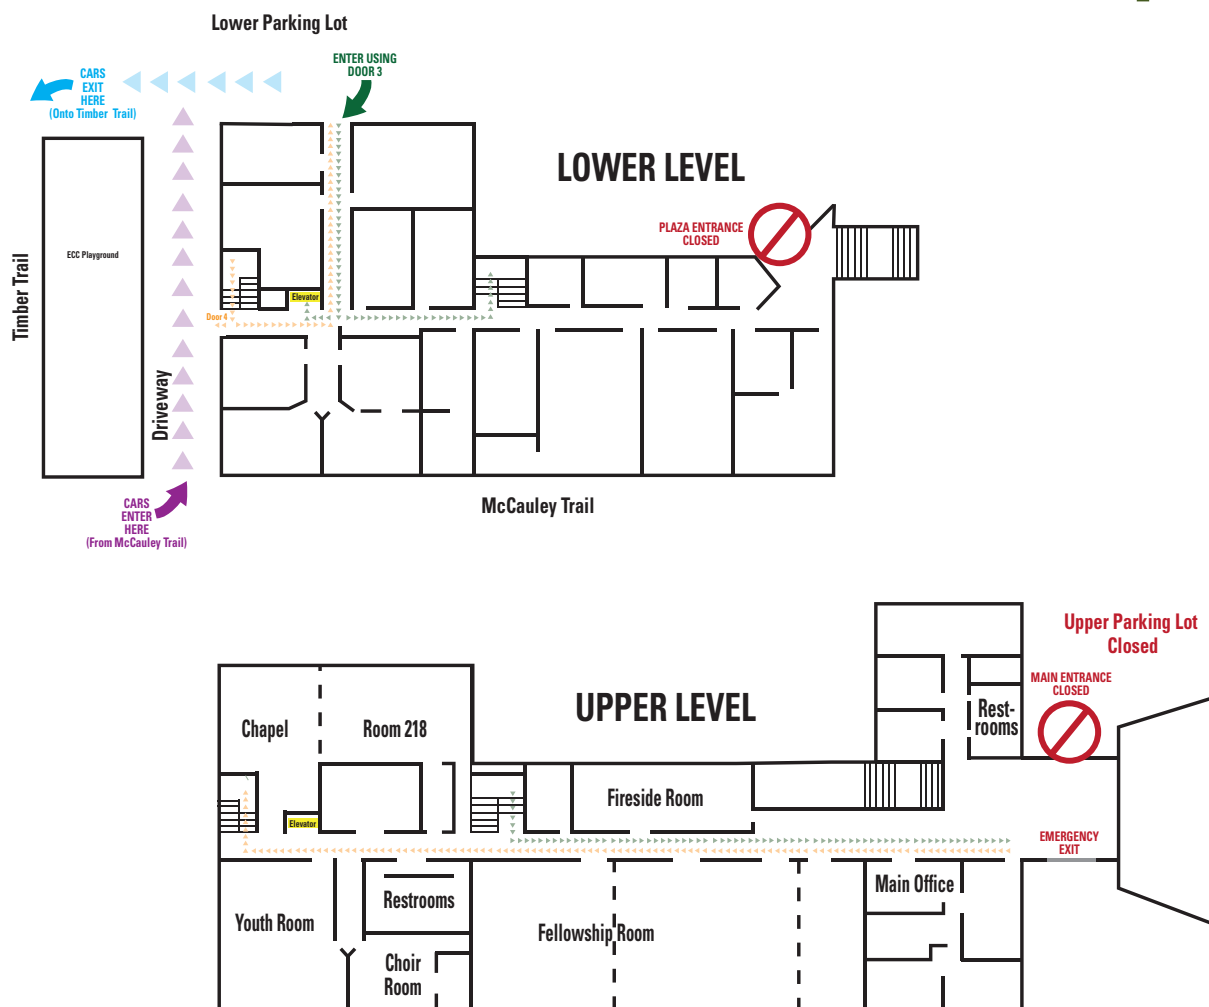 Lower Parking Lot
ENTER USING
DOOR 3
CARS
EXIT
HERE
(Onto Timber Trail)
LOWER LEVEL
PLAZA ENTRANCE
CLOSED
ECC Playground
Timber Trail
Elevator
Door 4
Driveway
McCauley Trail
CARS
ENTER
HERE
(From McCauley Trail)
Upper Parking Lot
Closed
MAIN ENTRANCE
CLOSED
UPPER LEVEL
Rest-
rooms
Chapel
Room 218
Fireside Room
Elevator
EMERGENCY
EXIT
Main Office
Restrooms
Youth Room
Fellowship Room
Choir
Room